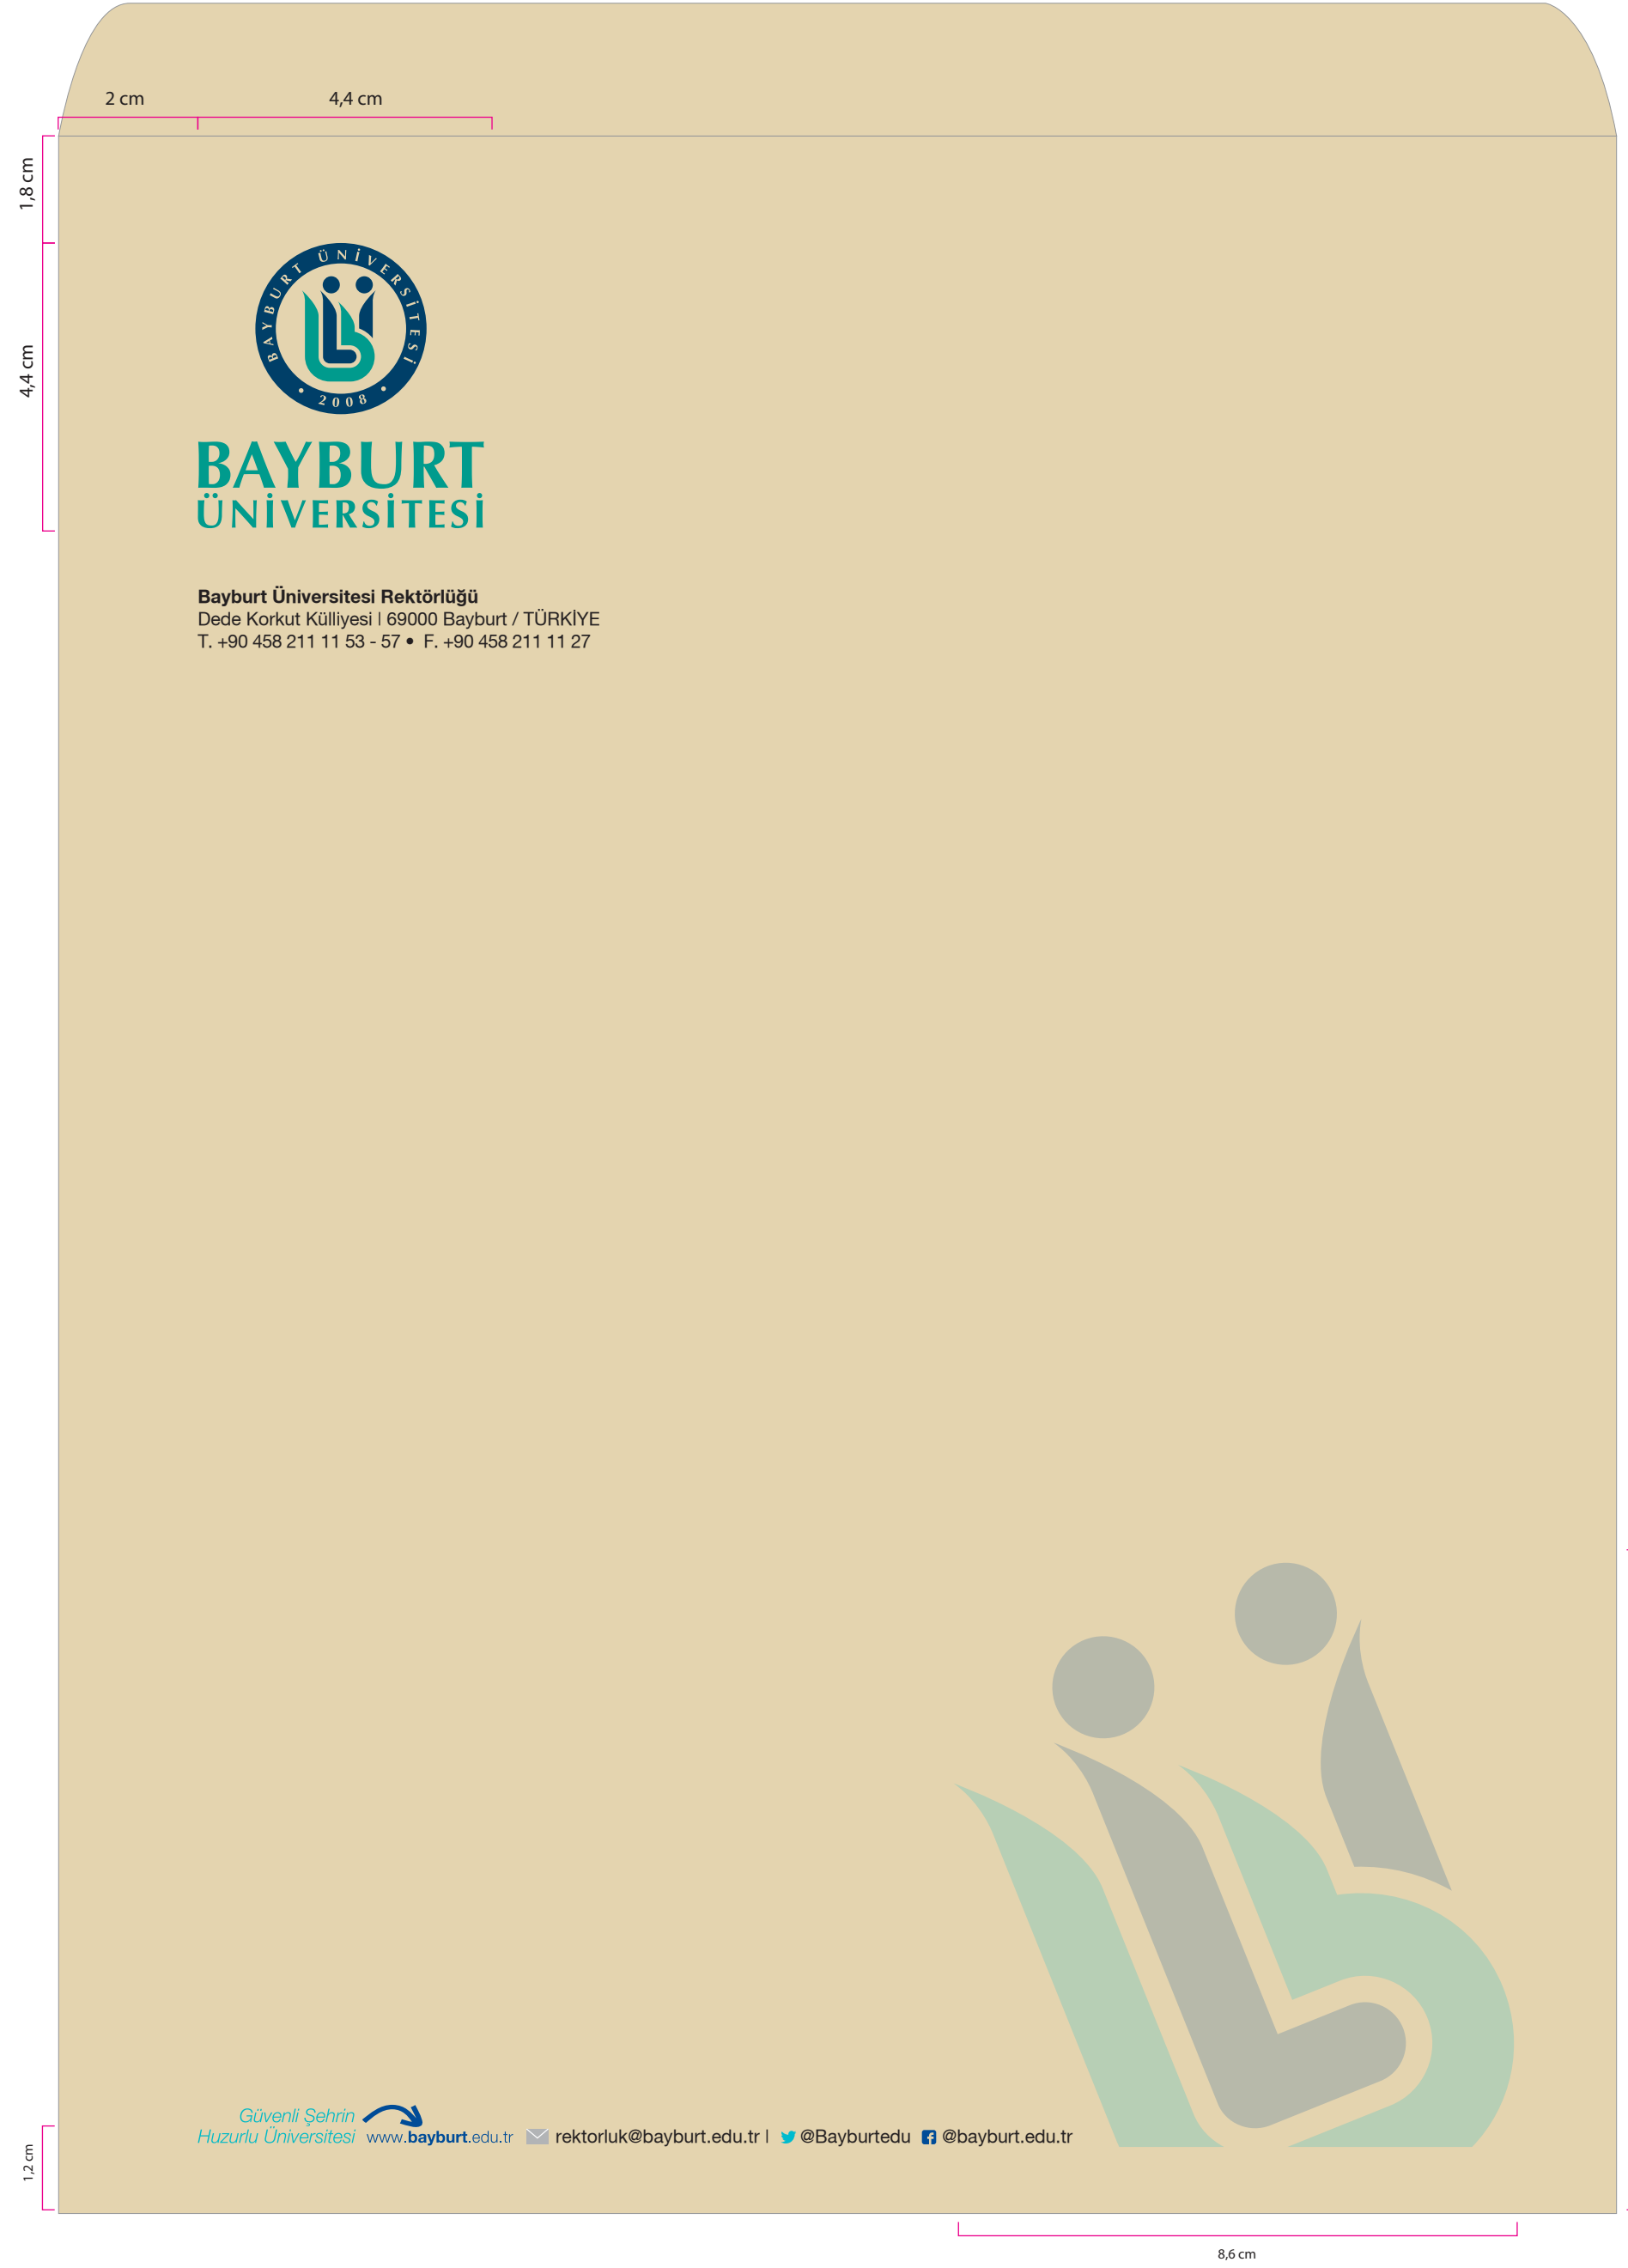 2 cm
4,4 cm
1,8 cm
4,4 cm
BAYBURT ÜNİVERSİTESİ
• 2008 •
BAYBURT
ÜNİVERSİTESİ
Bayburt Üniversitesi Rektörlüğü
Dede Korkut Külliyesi | 69000 Bayburt / TÜRKİYE
T. +90 458 211 11 53 - 57 • F. +90 458 211 11 27
Güvenli Şehrin
Huzurlu Üniversitesi www.bayburt.edu.tr rektorluk@bayburt.edu.tr | @Bayburtedu @bayburt.edu.tr
1,2 cm
8,6 cm